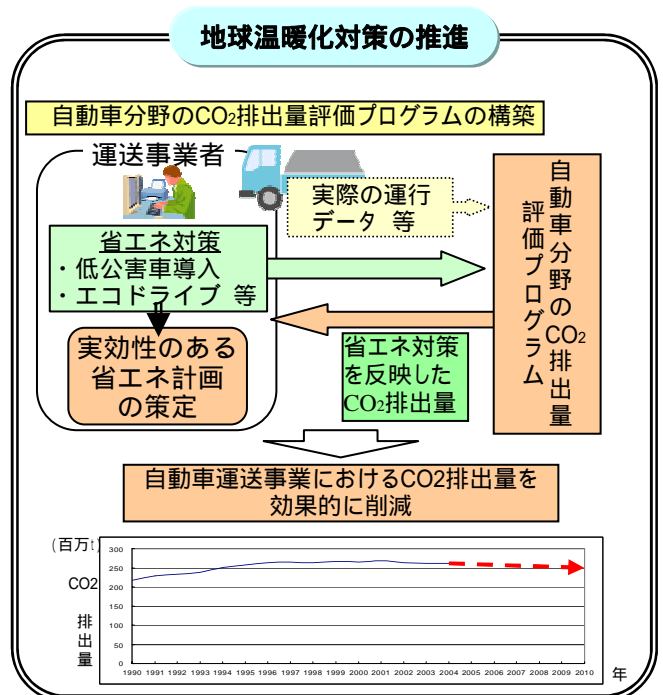 地球温暖化対策の推進
自動車分野のCO2排出量評価プログラムの構築
運送事業者
実際の運行
データ 等
省エネ対策
・低公害車導入
・エコドライブ 等
実効性のある
省エネ計画
の策定
自動車分野のCO2排出量
評価プログラム
省エネ対策
を反映した
CO2排出量
自動車運送事業におけるCO2排出量を
効果的に削減
(百万t)
CO2
排
出
量
300
250
200
150
100
50
0
1990 1991 1992 1993 1994 1995 1996 1997 1998 1999 2000 2001 2002 2003 2004 2005 2006 2007 2008 2009 2010
年